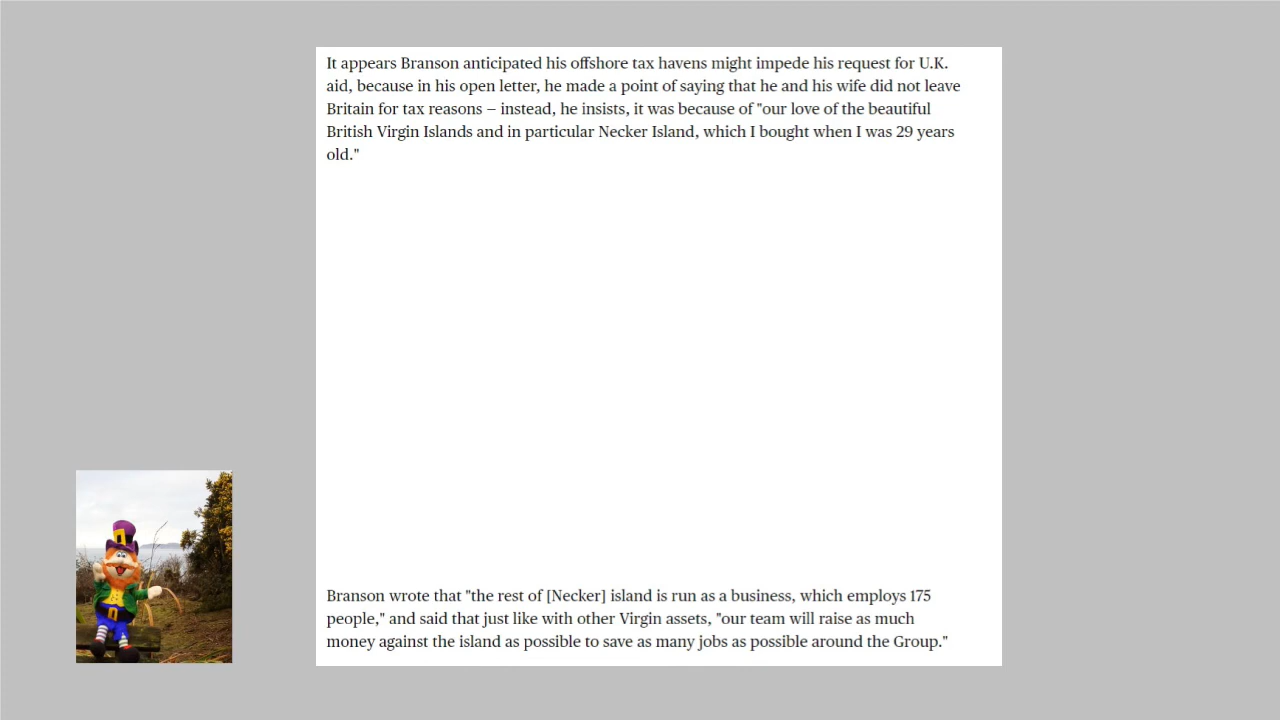 It appears Branson anticipated his offshore tax havens might impede his request for U.K.
aid, because in his open letter, he made a point of saying that he and his wife did not leave
Britain for tax reasons – instead, he insists, it was because of "our love of the beautiful
British Virgin Islands and in particular Necker Island, which I bought when I was 29 years
old."
Branson wrote that "the rest of [Necker] island is run as a business, which employs 175
people," and said that just like with other Virgin assets, "our team will raise as much
money against the island as possible to save as many jobs as possible around the Group."